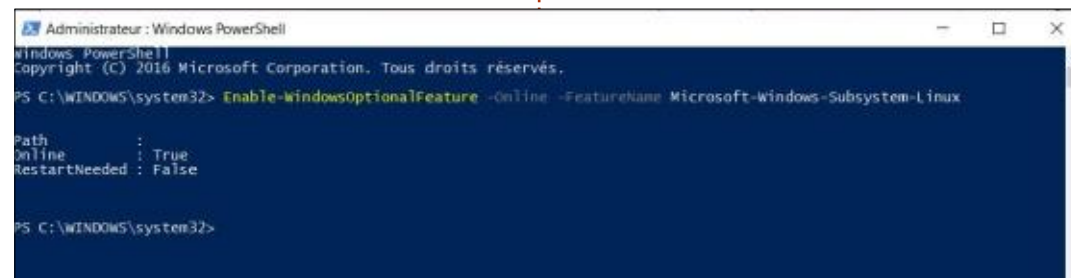 Administrateur : Windows PowerShell
Windows PowerShell
Copyright (C) 2016 Microsoft Corporation. Tous droits réservés.
PS C:\WINDOWS\system32> Enable-WindowsOptionalFeature -Online -FeatureName Microsoft-Windows-Subsystem-Linux
Path :
Online : True
RestartNeeded : False
PS C:\WINDOWS\system32>